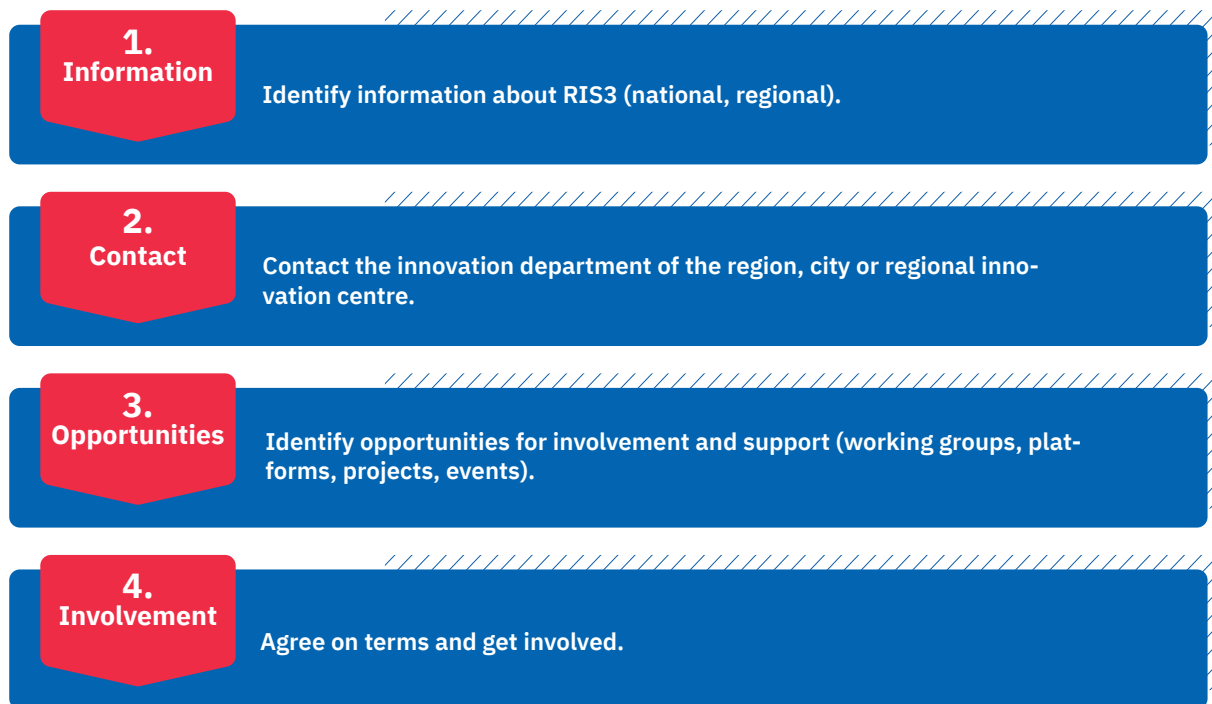 1.
Information
Identify information about RIS3 (national, regional).
2.
Contact
Contact the innovation department of the region, city or regional inno-
vation centre.
3.
Opportunities
Identify opportunities for involvement and support (working groups, plat-
forms, projects, events).
4.
Involvement
Agree on terms and get involved.